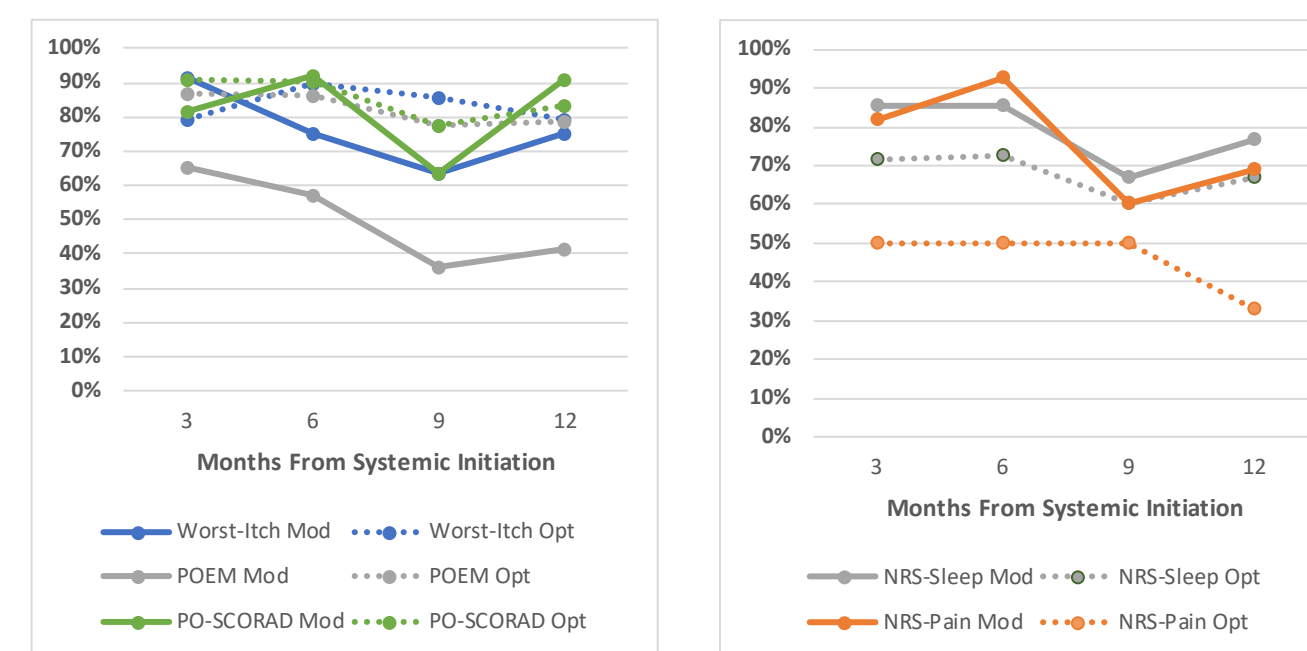 100%
90%
80%
70%
60%
50%
40%
30%
20%
10%
0%
3 6 9 12
Months From Systemic Initiation
Worst-Itch Mod Worst-Itch Opt
POEM Mod POEM Opt
PO-SCORAD Mod PO-SCORAD Opt
100%
90%
80%
70%
60%
50%
40%
30%
20%
10%
0%
3 6 9 12
Months From Systemic Initiation
NRS-Sleep Mod NRS-Sleep Opt
NRS-Pain Mod NRS-Pain Opt